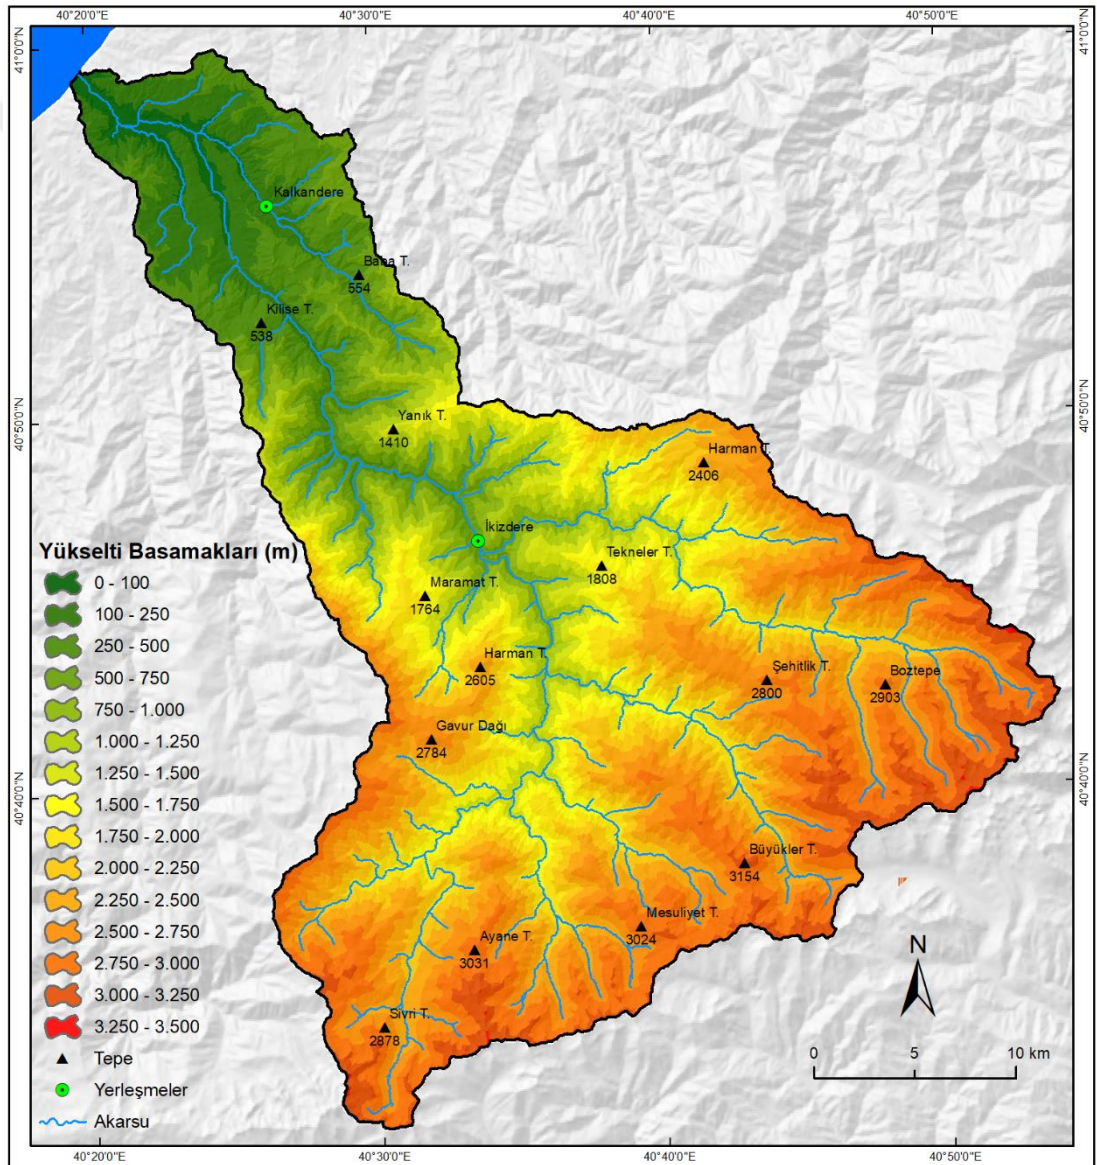 40°20'0"E
40°30'0"E
40°40'0"E
40°50'0"E
41°0'0"N
41°0'0"N
Kalkandere
Baba T.
554
Kilise T.
538
40°50'0"N
40°50'0"N
Yanık T.
1410
Harman T.
2406
İkizdere
Tekneler T.
1808
Maramat T.
1764
Harman T.
2605
Şehitlik T.
2800
Boztepe
2903
Gavur Dağı
2784
40°40'0"N
40°40'0"N
Büyükler T.
3154
Mesuliyet T.
3024
Ayane T.
3031
Sivri T.
2878
Yükselti Basamakları (m)
0 - 100
100 - 250
250 - 500
500 - 750
750 - 1.000
1.000 - 1.250
1.250 - 1.500
1.500 - 1.750
1.750 - 2.000
2.000 - 2.250
2.250 - 2.500
2.500 - 2.750
2.750 - 3.000
3.000 - 3.250
3.250 - 3.500
Tepe
Yerleşmeler
Akarsu
N
0 5 10 km
40°20'0"E
40°30'0"E
40°40'0"E
40°50'0"E